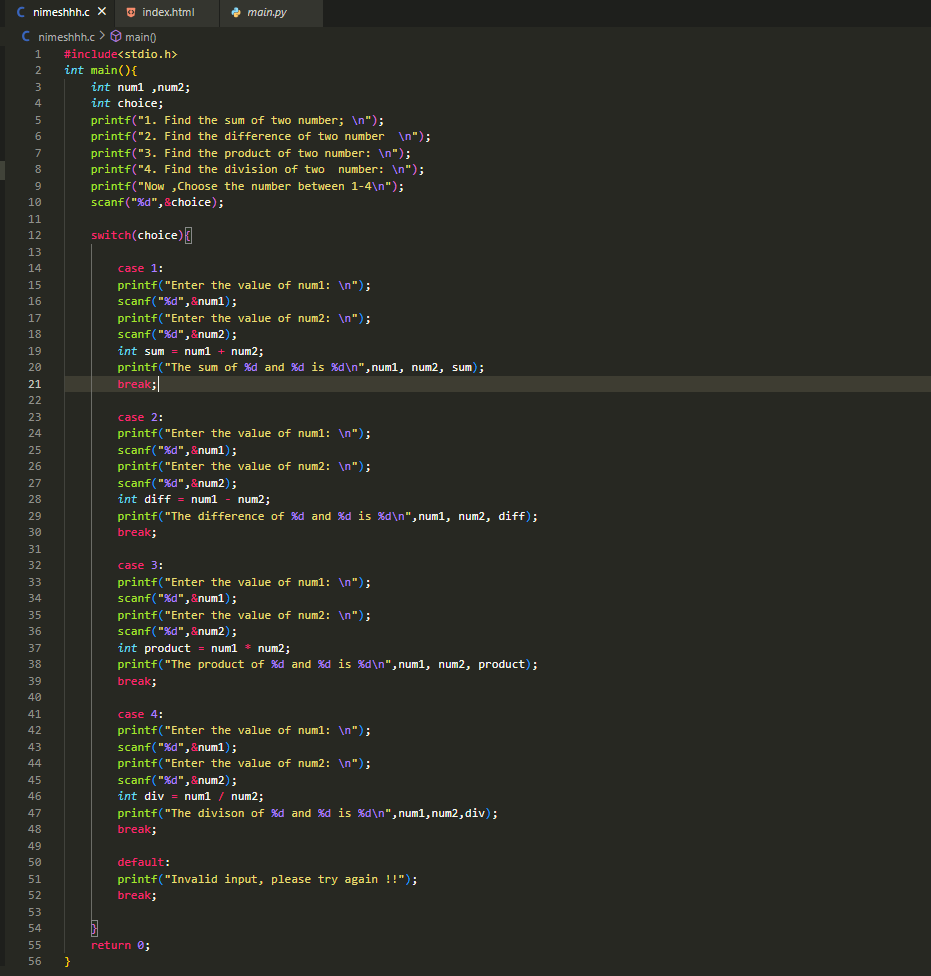 nimeshhh.c × index.html main.py
nimeshhh.c > main()
1 #include<stdio.h>
2 int main(){
3 int num1 ,num2;
4 int choice;
5 printf("1. Find the sum of two number; \n");
6 printf("2. Find the difference of two number  \n");
7 printf("3. Find the product of two number: \n");
8 printf("4. Find the division of two  number: \n");
9 printf("Now ,Choose the number between 1-4\n");
10 scanf("%d",&choice);
11
12 switch(choice){
13
14 case 1:
15 printf("Enter the value of num1: \n");
16 scanf("%d",&num1);
17 printf("Enter the value of num2: \n");
18 scanf("%d",&num2);
19 int sum = num1 + num2;
20 printf("The sum of %d and %d is %d\n",num1, num2, sum);
21 break;
22
23 case 2:
24 printf("Enter the value of num1: \n");
25 scanf("%d",&num1);
26 printf("Enter the value of num2: \n");
27 scanf("%d",&num2);
28 int diff = num1 - num2;
29 printf("The difference of %d and %d is %d\n",num1, num2, diff);
30 break;
31
32 case 3:
33 printf("Enter the value of num1: \n");
34 scanf("%d",&num1);
35 printf("Enter the value of num2: \n");
36 scanf("%d",&num2);
37 int product = num1 * num2;
38 printf("The product of %d and %d is %d\n",num1, num2, product);
39 break;
40
41 case 4:
42 printf("Enter the value of num1: \n");
43 scanf("%d",&num1);
44 printf("Enter the value of num2: \n");
45 scanf("%d",&num2);
46 int div = num1 / num2;
47 printf("The divison of %d and %d is %d\n",num1,num2,div);
48 break;
49
50 default:
51 printf("Invalid input, please try again !!");
52 break;
53
54 }
55 return 0;
56 }